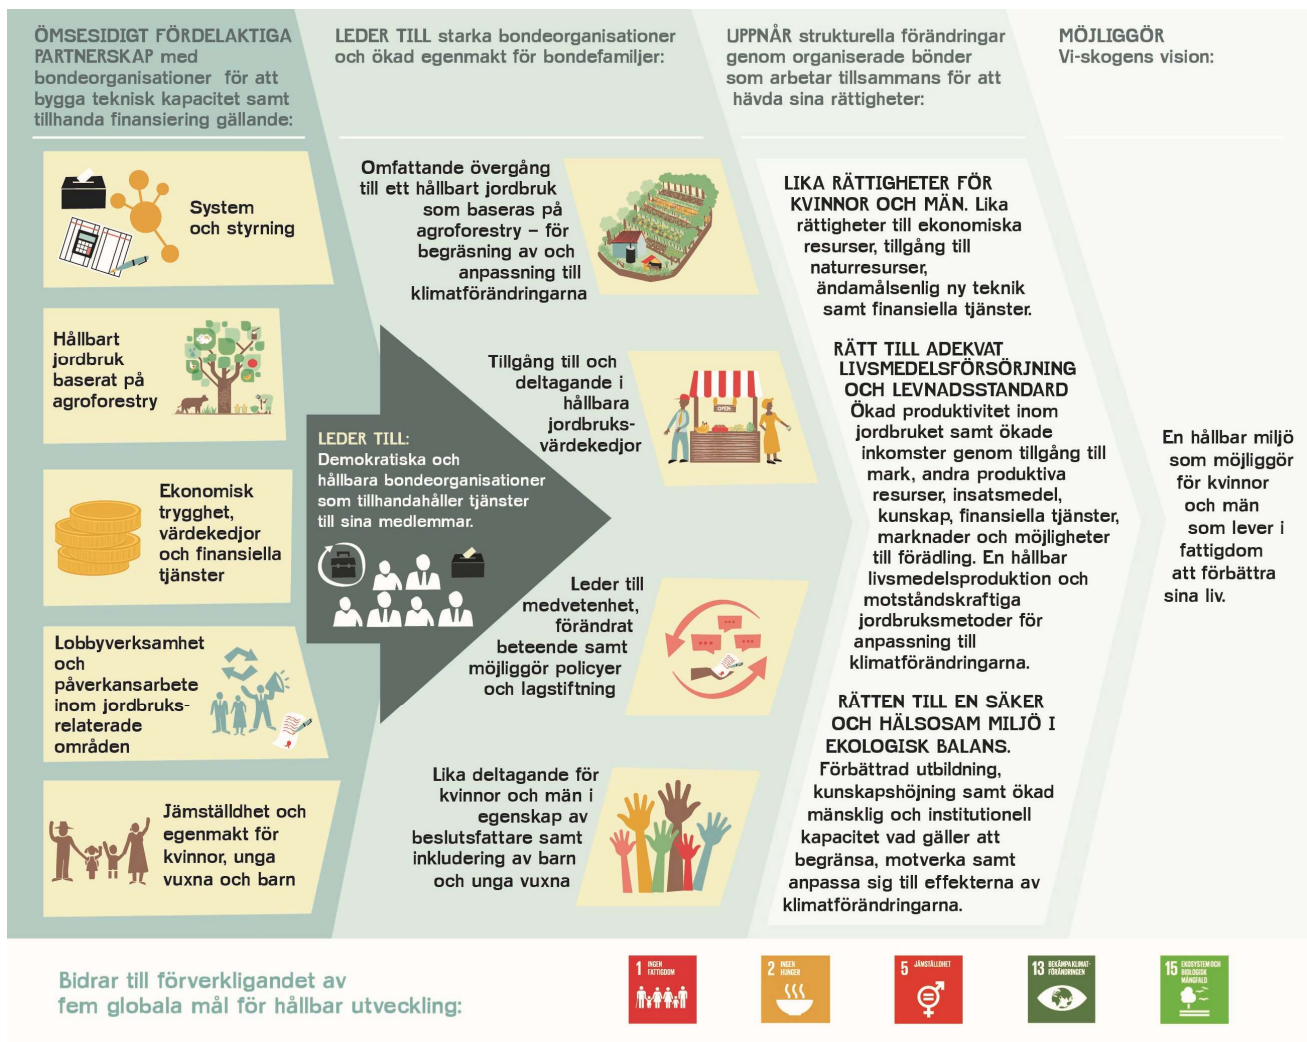 ÖMSESIDIGT FÖRDELAKTIGA
PARTNERSKAP med
bondeorganisationer för att
bygga teknisk kapacitet samt
tillhanda finansiering gällande:
System
och styrning
Hållbart
jordbruk
baserat på
agroforestry
Ekonomisk
trygghet,
värdekedjor
och finansiella
tjänster
Lobbyverksamhet
och
påverkansarbete
inom jordbruks-
relaterade
områden
Jämställdhet och
egenmakt för
kvinnor, unga
vuxna och barn
LEDER TILL:
Demokratiska och
hållbara bondeorganisationer
som tillhandahåller tjänster
till sina medlemmar.
LEDER TILL starka bondeorganisationer
och ökad egenmakt för bondefamiljer:
Omfattande övergång
till ett hållbart jordbruk
som baseras på
agroforestry – för
begräsning av och
anpassning till
klimatförändringarna
Tillgång till och
deltagande i
hållbara
jordbruks-
värdekedjor
OPEN
Leder till
medvetenhet,
förändrat
beteende samt
möjliggör policyer
och lagstiftning
Lika deltagande för
kvinnor och män i
egenskap av
beslutsfattare samt
inkludering av barn
och unga vuxna
UPPNÅR strukturella förändringar
genom organiserade bönder
som arbetar tillsammans för att
hävda sina rättigheter:
LIKA RÄTTIGHETER FÖR
KVINNOR OCH MÄN. Lika
rättigheter till ekonomiska
resurser, tillgång till
naturresurser,
ändamålsenlig ny teknik
samt finansiella tjänster.
RÄTT TILL ADEKVAT
LIVSMEDELSFÖRSÖRJNING
OCH LEVNADSSTANDARD
Ökad produktivitet inom
jordbruket samt ökade
inkomster genom tillgång till
mark, andra produktiva
resurser, insatsmedel,
kunskap, finansiella tjänster,
marknader och möjligheter
till förädling. En hållbar
livsmedelsproduktion och
motståndskraftiga
jordbruksmetoder för
anpassning till
klimatförändringarna.
RÄTTEN TILL EN SÄKER
OCH HÄLSOSAM MILJÖ I
EKOLOGISK BALANS.
Förbättrad utbildning,
kunskapshöjning samt ökad
mänsklig och institutionell
kapacitet vad gäller att
begränsa, motverka samt
anpassa sig till effekterna av
klimatförändringarna.
MÖJLIGGÖR
Vi-skogens vision:
En hållbar miljö
som möjliggör
för kvinnor
och män
som lever i
fattigdom
att förbättra
sina liv.
Bidrar till förverkligandet av
fem globala mål för hållbar utveckling:
1 INGEN
FATTIGDOM
2 INGEN
HUNGER
5 JÄMSTÄLLDHET
13 BEKÄMPA KLIMAT-
FÖRÄNDRINGEN
15 EKOSYSTEM OCH
BIOLOGISK
MÅNGFALD